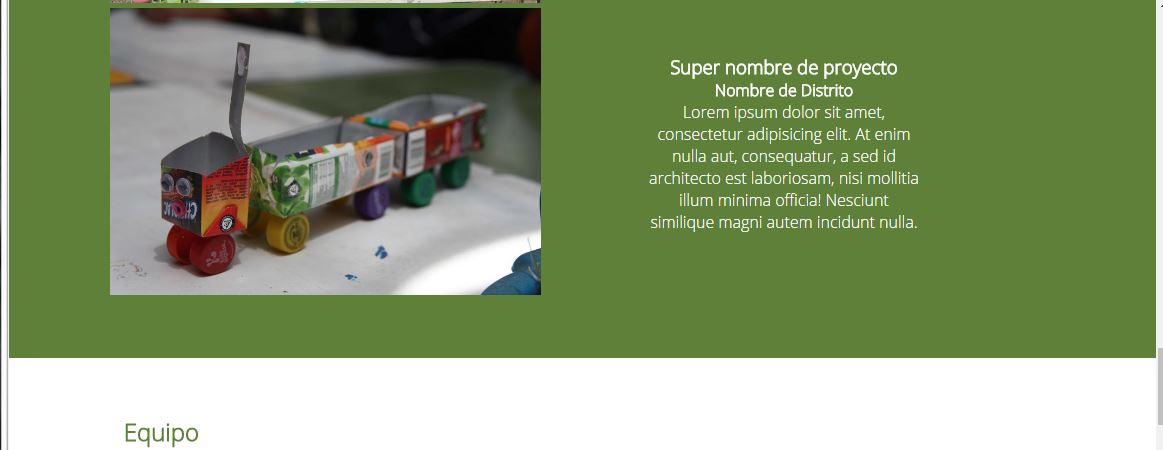 Super nombre de proyecto
Nombre de Distrito
Lorem ipsum dolor sit amet,
consectetur adipisicing elit. At enim
nulla aut, consequatur, a sed id
architecto est laboriosam, nisi mollitia
illum minima officia! Nesciunt
similique magni autem incidunt nulla.
Equipo